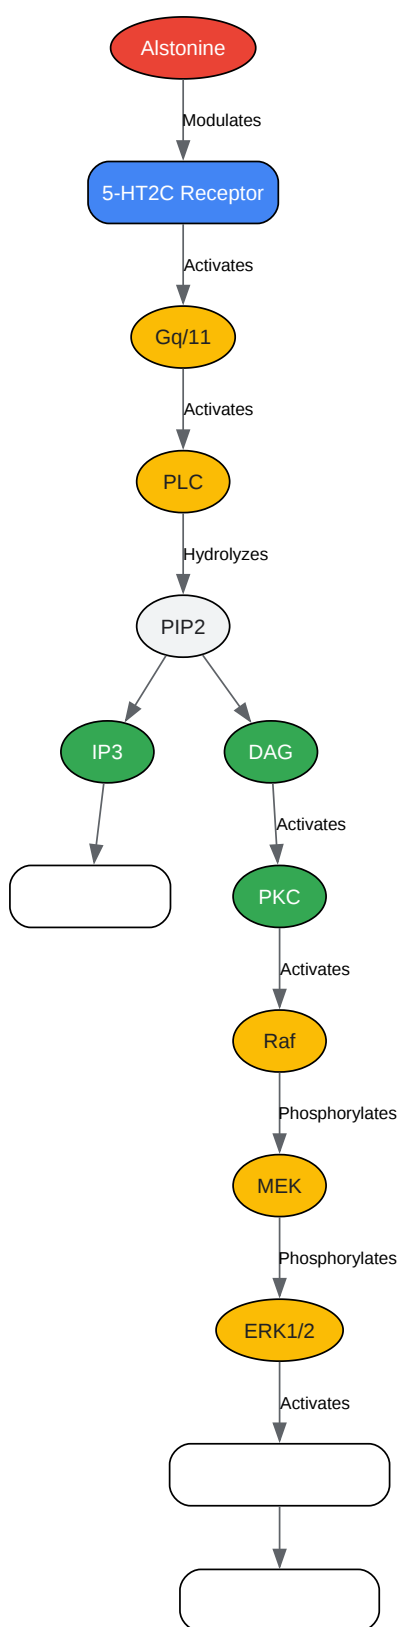 Alstonine
Modulates
5-HT2C Receptor
Activates
Gq/11
Activates
PLC
Hydrolyzes
PIP2
IP3
DAG
Activates
PKC
Activates
Raf
Phosphorylates
MEK
Phosphorylates
ERK1/2
Activates